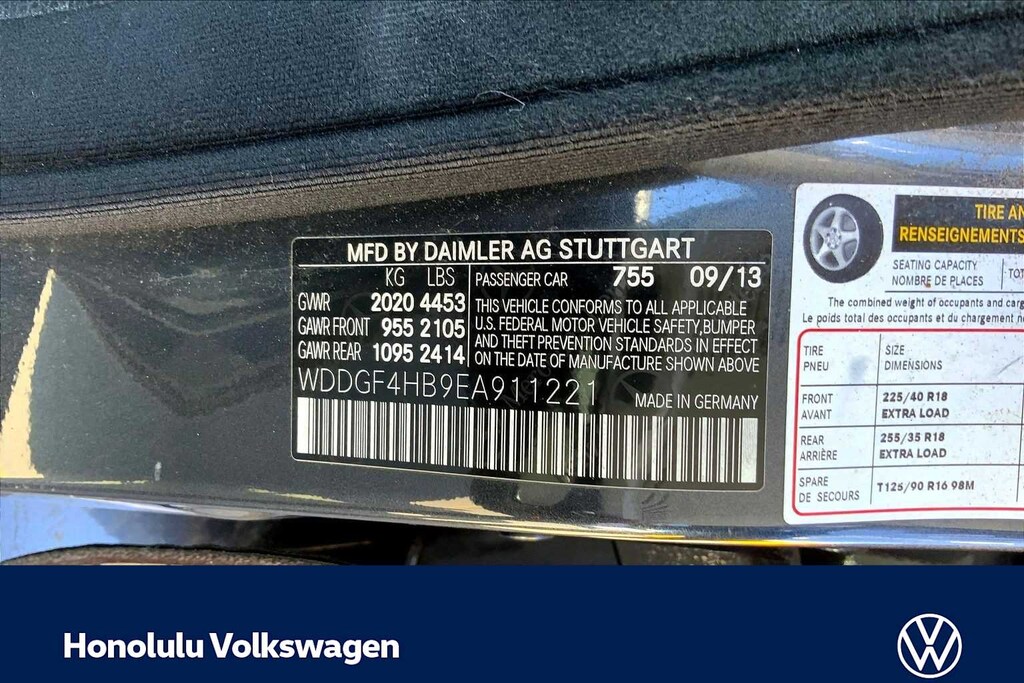 MFD BY DAIMLER AG STUTTGART
KG LBS
GVWR 2020 4453
GAWR FRONT 955 2105
GAWR REAR 1095 2414
PASSENGER CAR 755 09/13
THIS VEHICLE CONFORMS TO ALL APPLICABLE
U.S. FEDERAL MOTOR VEHICLE SAFETY,BUMPER
AND THEFT PREVENTION STANDARDS IN EFFECT
ON THE DATE OF MANUFACTURE SHOWN ABOVE
WDDGF4HB9EA911221
MADE IN GERMANY
TIRE
RENSEIGNEMENTS
SEATING CAPACITY
NOMBRE DE PLACES
The combined weight of occupants and
Le poids total des occupants et du chargement
TIRE SIZE
PNEU DIMENSIONS
FRONT 225/40 R18
AVANT EXTRA LOAD
REAR 255/35 R18
ARRIÈRE EXTRA LOAD
SPARE T125/90 R16 98M
DE SECOURS
Honolulu Volkswagen